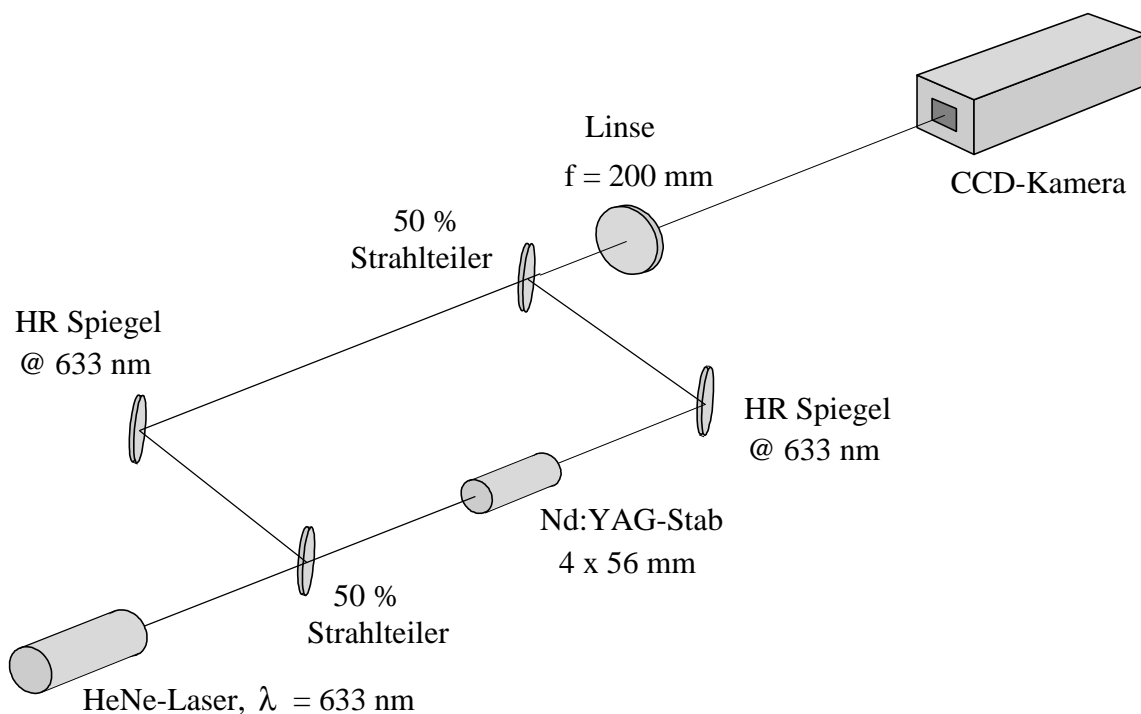 Linse
f = 200 mm
CCD-Kamera
50 %
Strahlteiler
HR Spiegel
@ 633 nm
HR Spiegel
@ 633 nm
Nd:YAG-Stab
4 x 56 mm
50 %
Strahlteiler
HeNe-Laser, λ = 633 nm